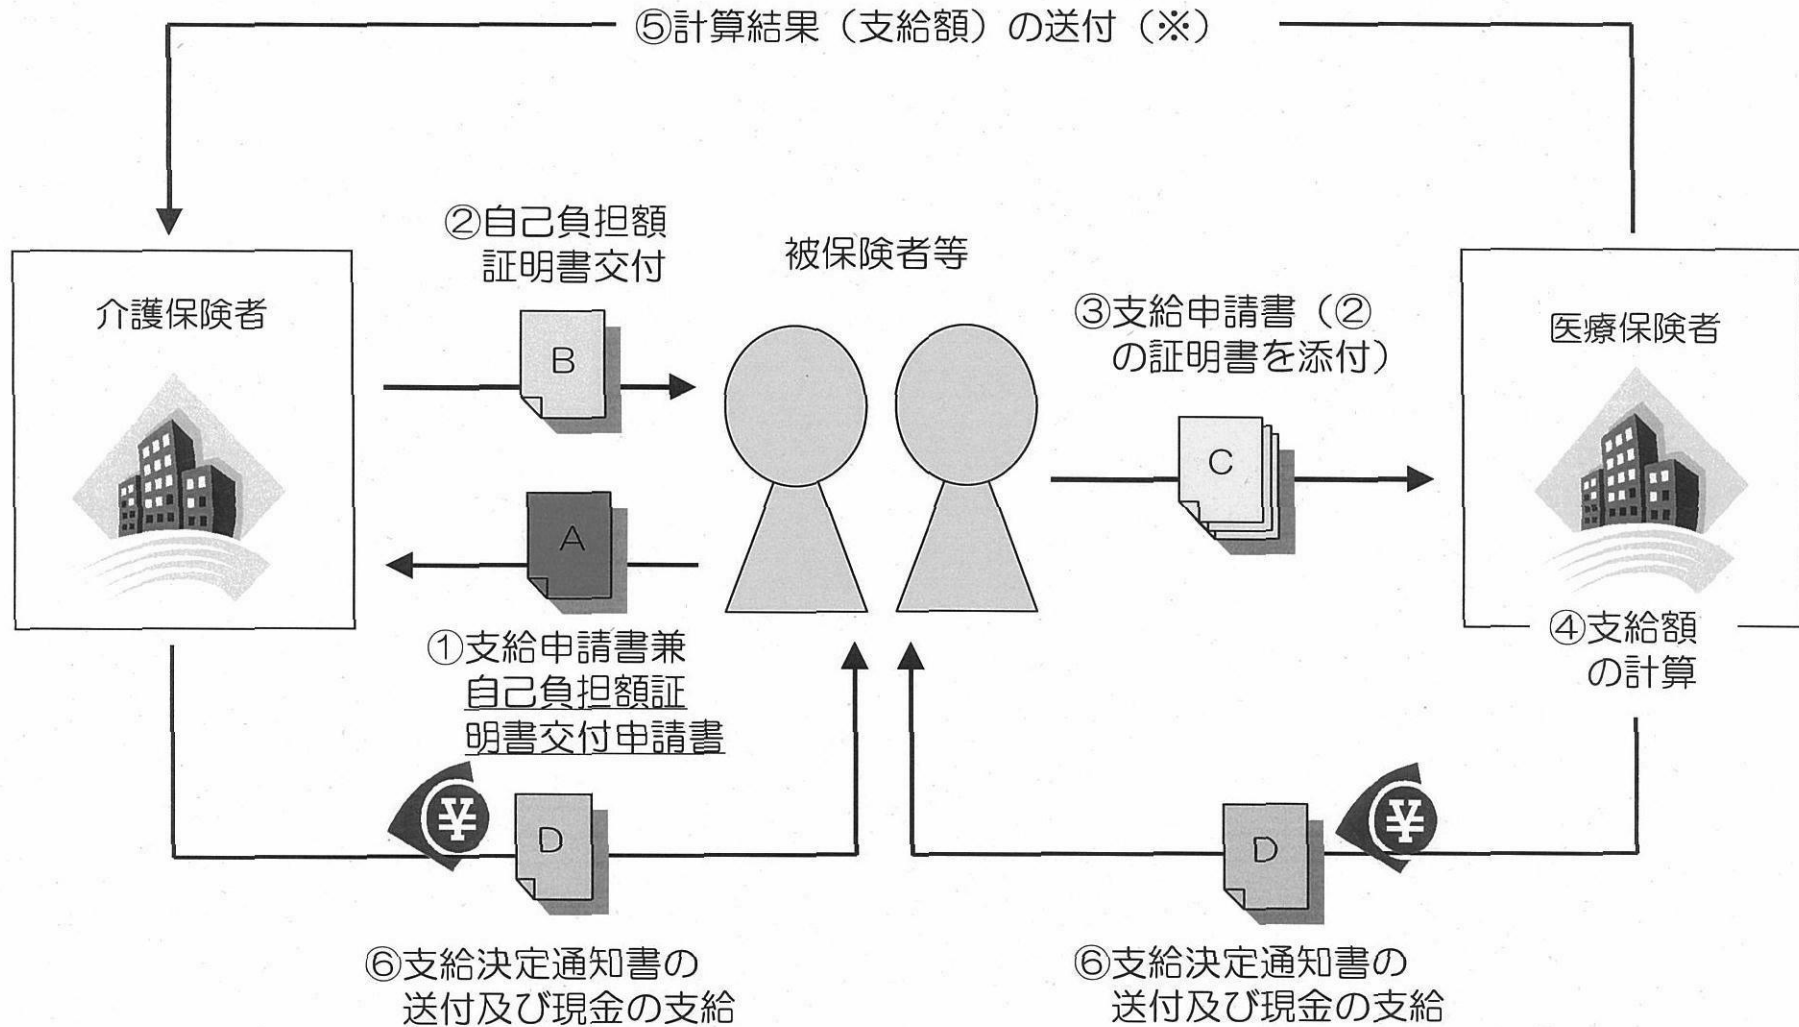 ⑤計算結果（支給額）の送付（※）
②自己負担額
証明書交付
被保険者等
介護保険者
B
③支給申請書（②
の証明書を添付）
医療保険者
C
A
①支給申請書兼
自己負担額証
明書交付申請書
④支給額
の計算
¥
D
¥
D
⑥支給決定通知書の
送付及び現金の支給
⑥支給決定通知書の
送付及び現金の支給